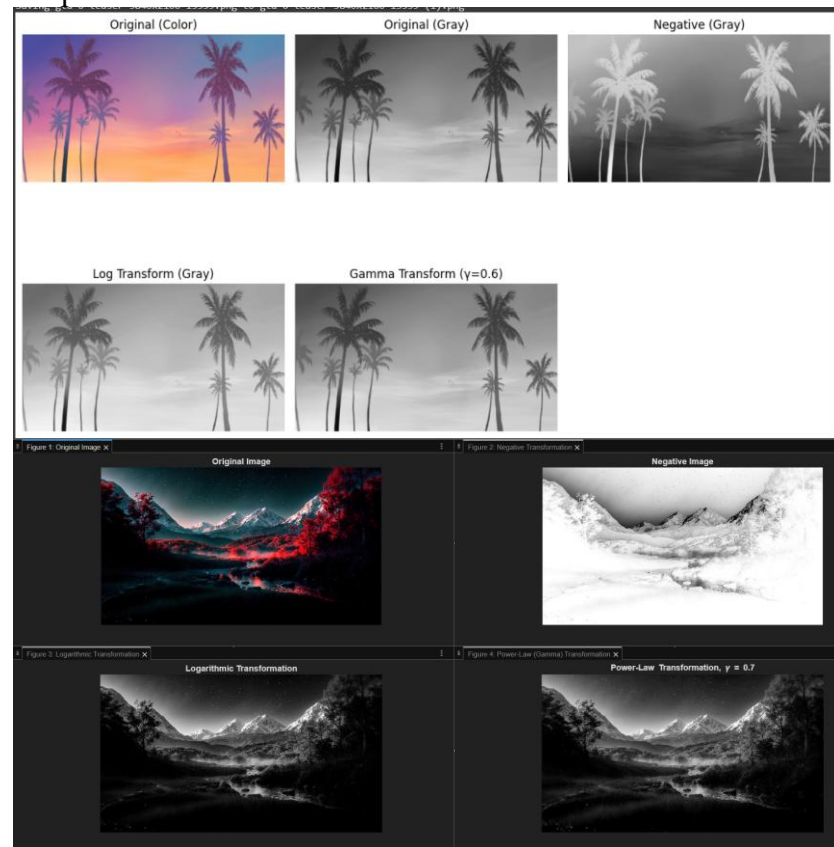 Original (Color)
Original (Gray)
Negative (Gray)
Log Transform (Gray)
Gamma Transform (γ=0.6)
Figure 1: Original Image X
Figure 2: Negative Transformation X
Original Image
Negative Image
Figure 3: Logarithmic Transformation X
Figure 4: Power-Law (Gamma) Transformation X
Logarithmic Transformation
Power-Law Transformation, γ = 0.7